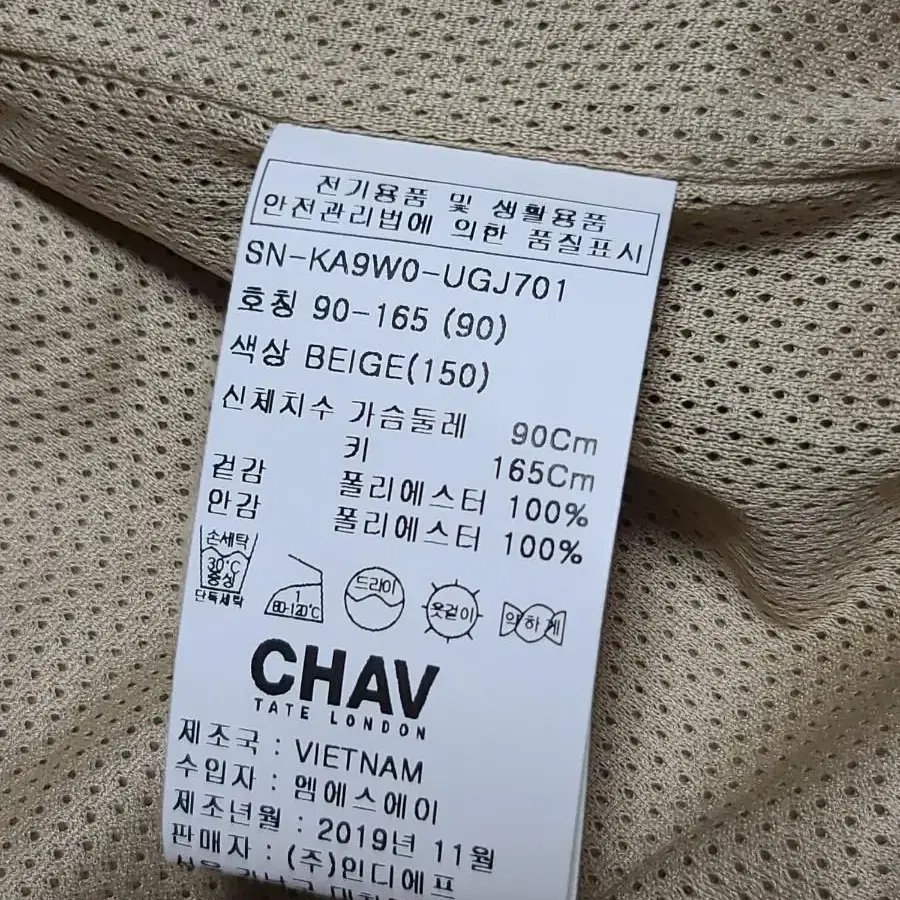 전기용품 및 생활용품
안전관리법에 의한 품질표시
SN-KA9W0-UGJ701
호칭 90-165 (90)
색상 BEIGE(150)
신체치수 가슴둘레 90Cm
키 165Cm
겉감 폴리에스터 100%
안감 폴리에스터 100%
손세탁
30℃
중성
단독세탁
1
80-120℃
드라이
옷걸이
약하게
CHAV
TATE LONDON
제조국 : VIETNAM
수입자 : 엠에스에이
제조년월 : 2019년 11월
판매자 : (주)인디에프
서울 강남구